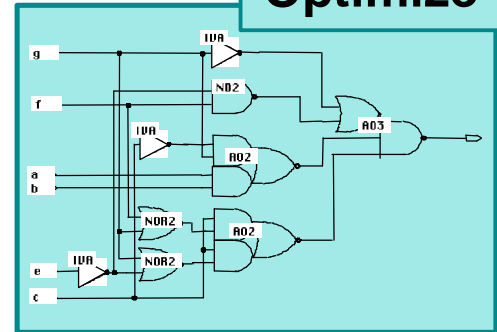 Optimize
IVA
g
ND2
f
IVA
AO3
AO2
a
b
NOR2
AO2
IVA
NOR2
e
c